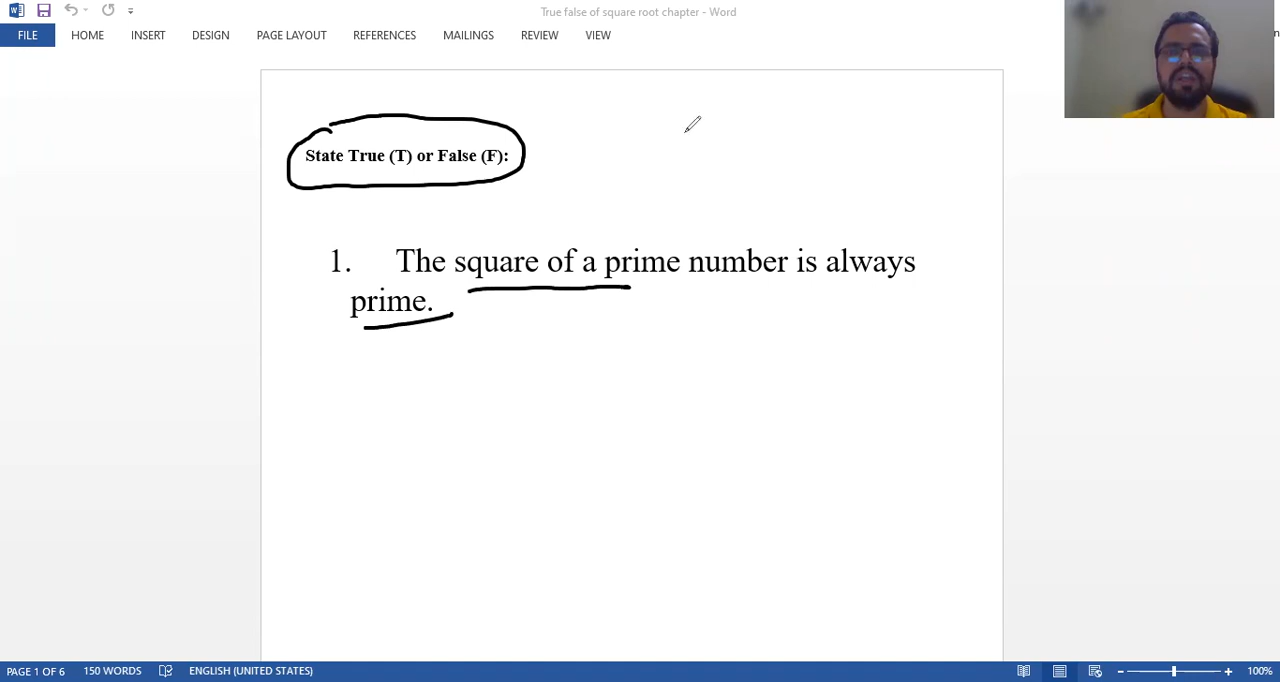 True false of square root chapter - Word
FILE HOME INSERT DESIGN PAGE LAYOUT REFERENCES MAILINGS REVIEW VIEW
State True (T) or False (F):
1. The square of a prime number is always
prime.
PAGE 1 OF 6 150 WORDS ENGLISH (UNITED STATES) 100%